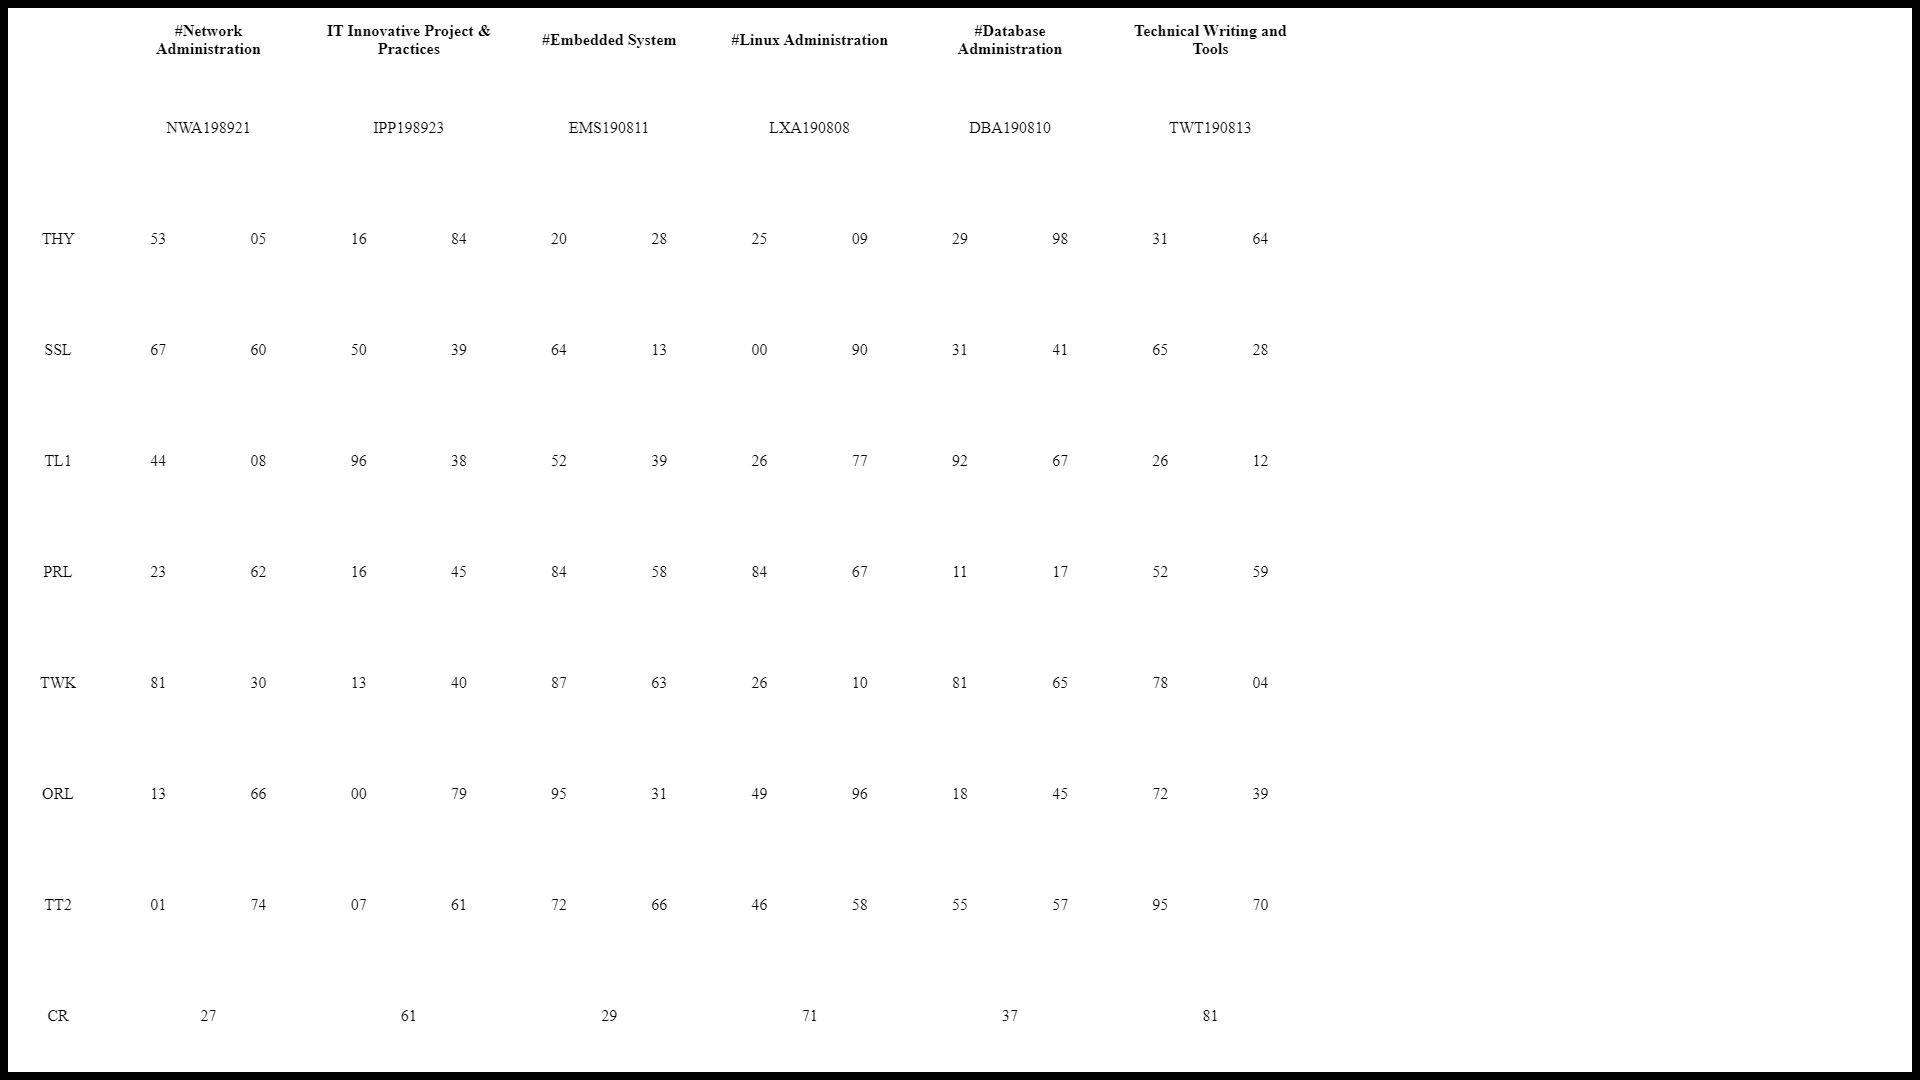 #Network Administration IT Innovative Project & Practices #Embedded System #Linux Administration #Database Administration Technical Writing and Tools
NWA198921 IPP198923 EMS190811 LXA190808 DBA190810 TWT190813
THY 53 05 16 84 20 28 25 09 29 98 31 64
SSL 67 60 50 39 64 13 00 90 31 41 65 28
TL1 44 08 96 38 52 39 26 77 92 67 26 12
PRL 23 62 16 45 84 58 84 67 11 17 52 59
TWK 81 30 13 40 87 63 26 10 81 65 78 04
ORL 13 66 00 79 95 31 49 96 18 45 72 39
TT2 01 74 07 61 72 66 46 58 55 57 95 70
CR 27 61 29 71 37 81